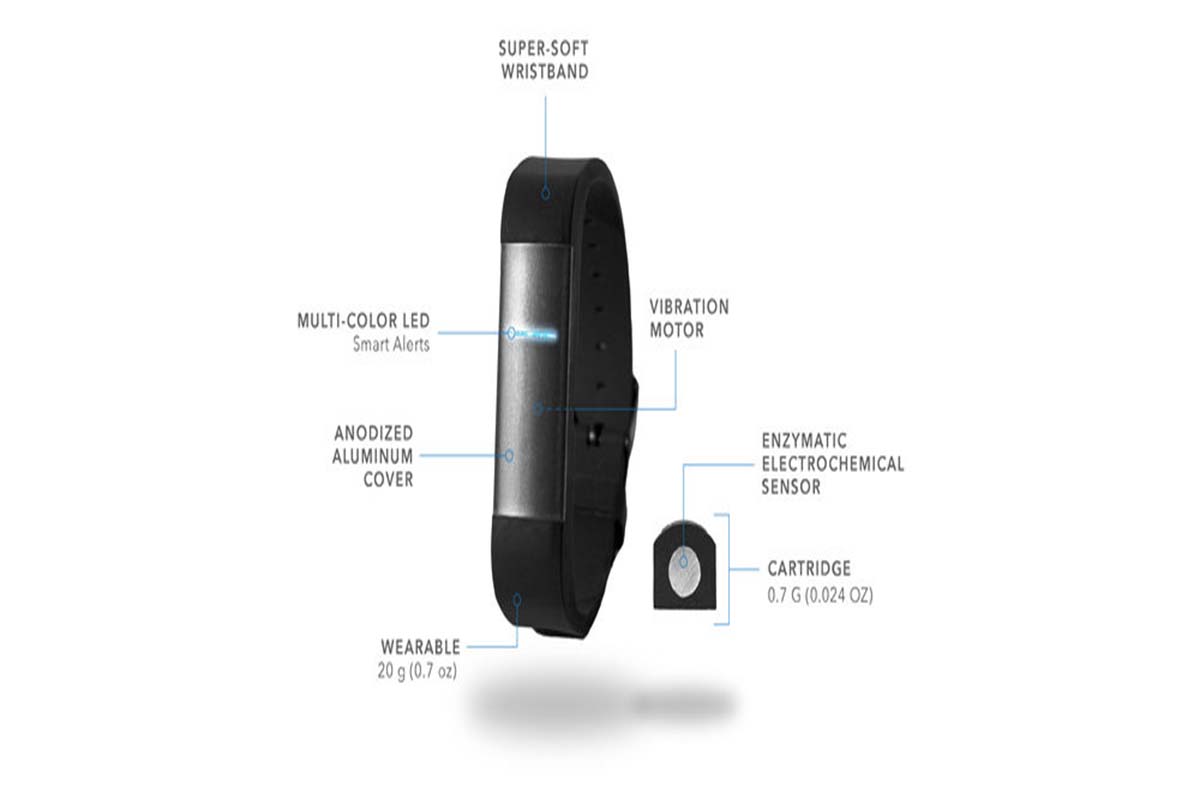 SUPER-SOFT
WRISTBAND
MULTI-COLOR LED
Smart Alerts
VIBRATION
MOTOR
ANODIZED
ALUMINUM
COVER
ENZYMATIC
ELECTROCHEMICAL
SENSOR
CARTRIDGE
0.7 G (0.024 OZ)
WEARABLE
20 g (0.7 oz)